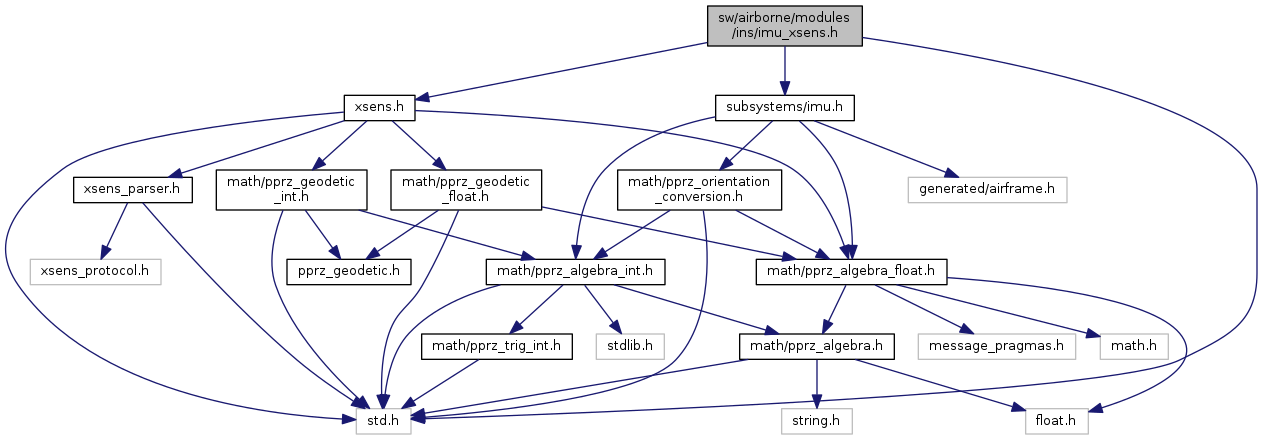 sw/airborne/modules
/ins/imu_xsens.h
xsens.h
subsystems/imu.h
xsens_parser.h
math/pprz_geodetic
_int.h
math/pprz_geodetic
_float.h
math/pprz_orientation
_conversion.h
generated/airframe.h
xsens_protocol.h
pprz_geodetic.h
math/pprz_algebra_int.h
math/pprz_algebra_float.h
math/pprz_trig_int.h
stdlib.h
math/pprz_algebra.h
message_pragmas.h
math.h
std.h
string.h
float.h